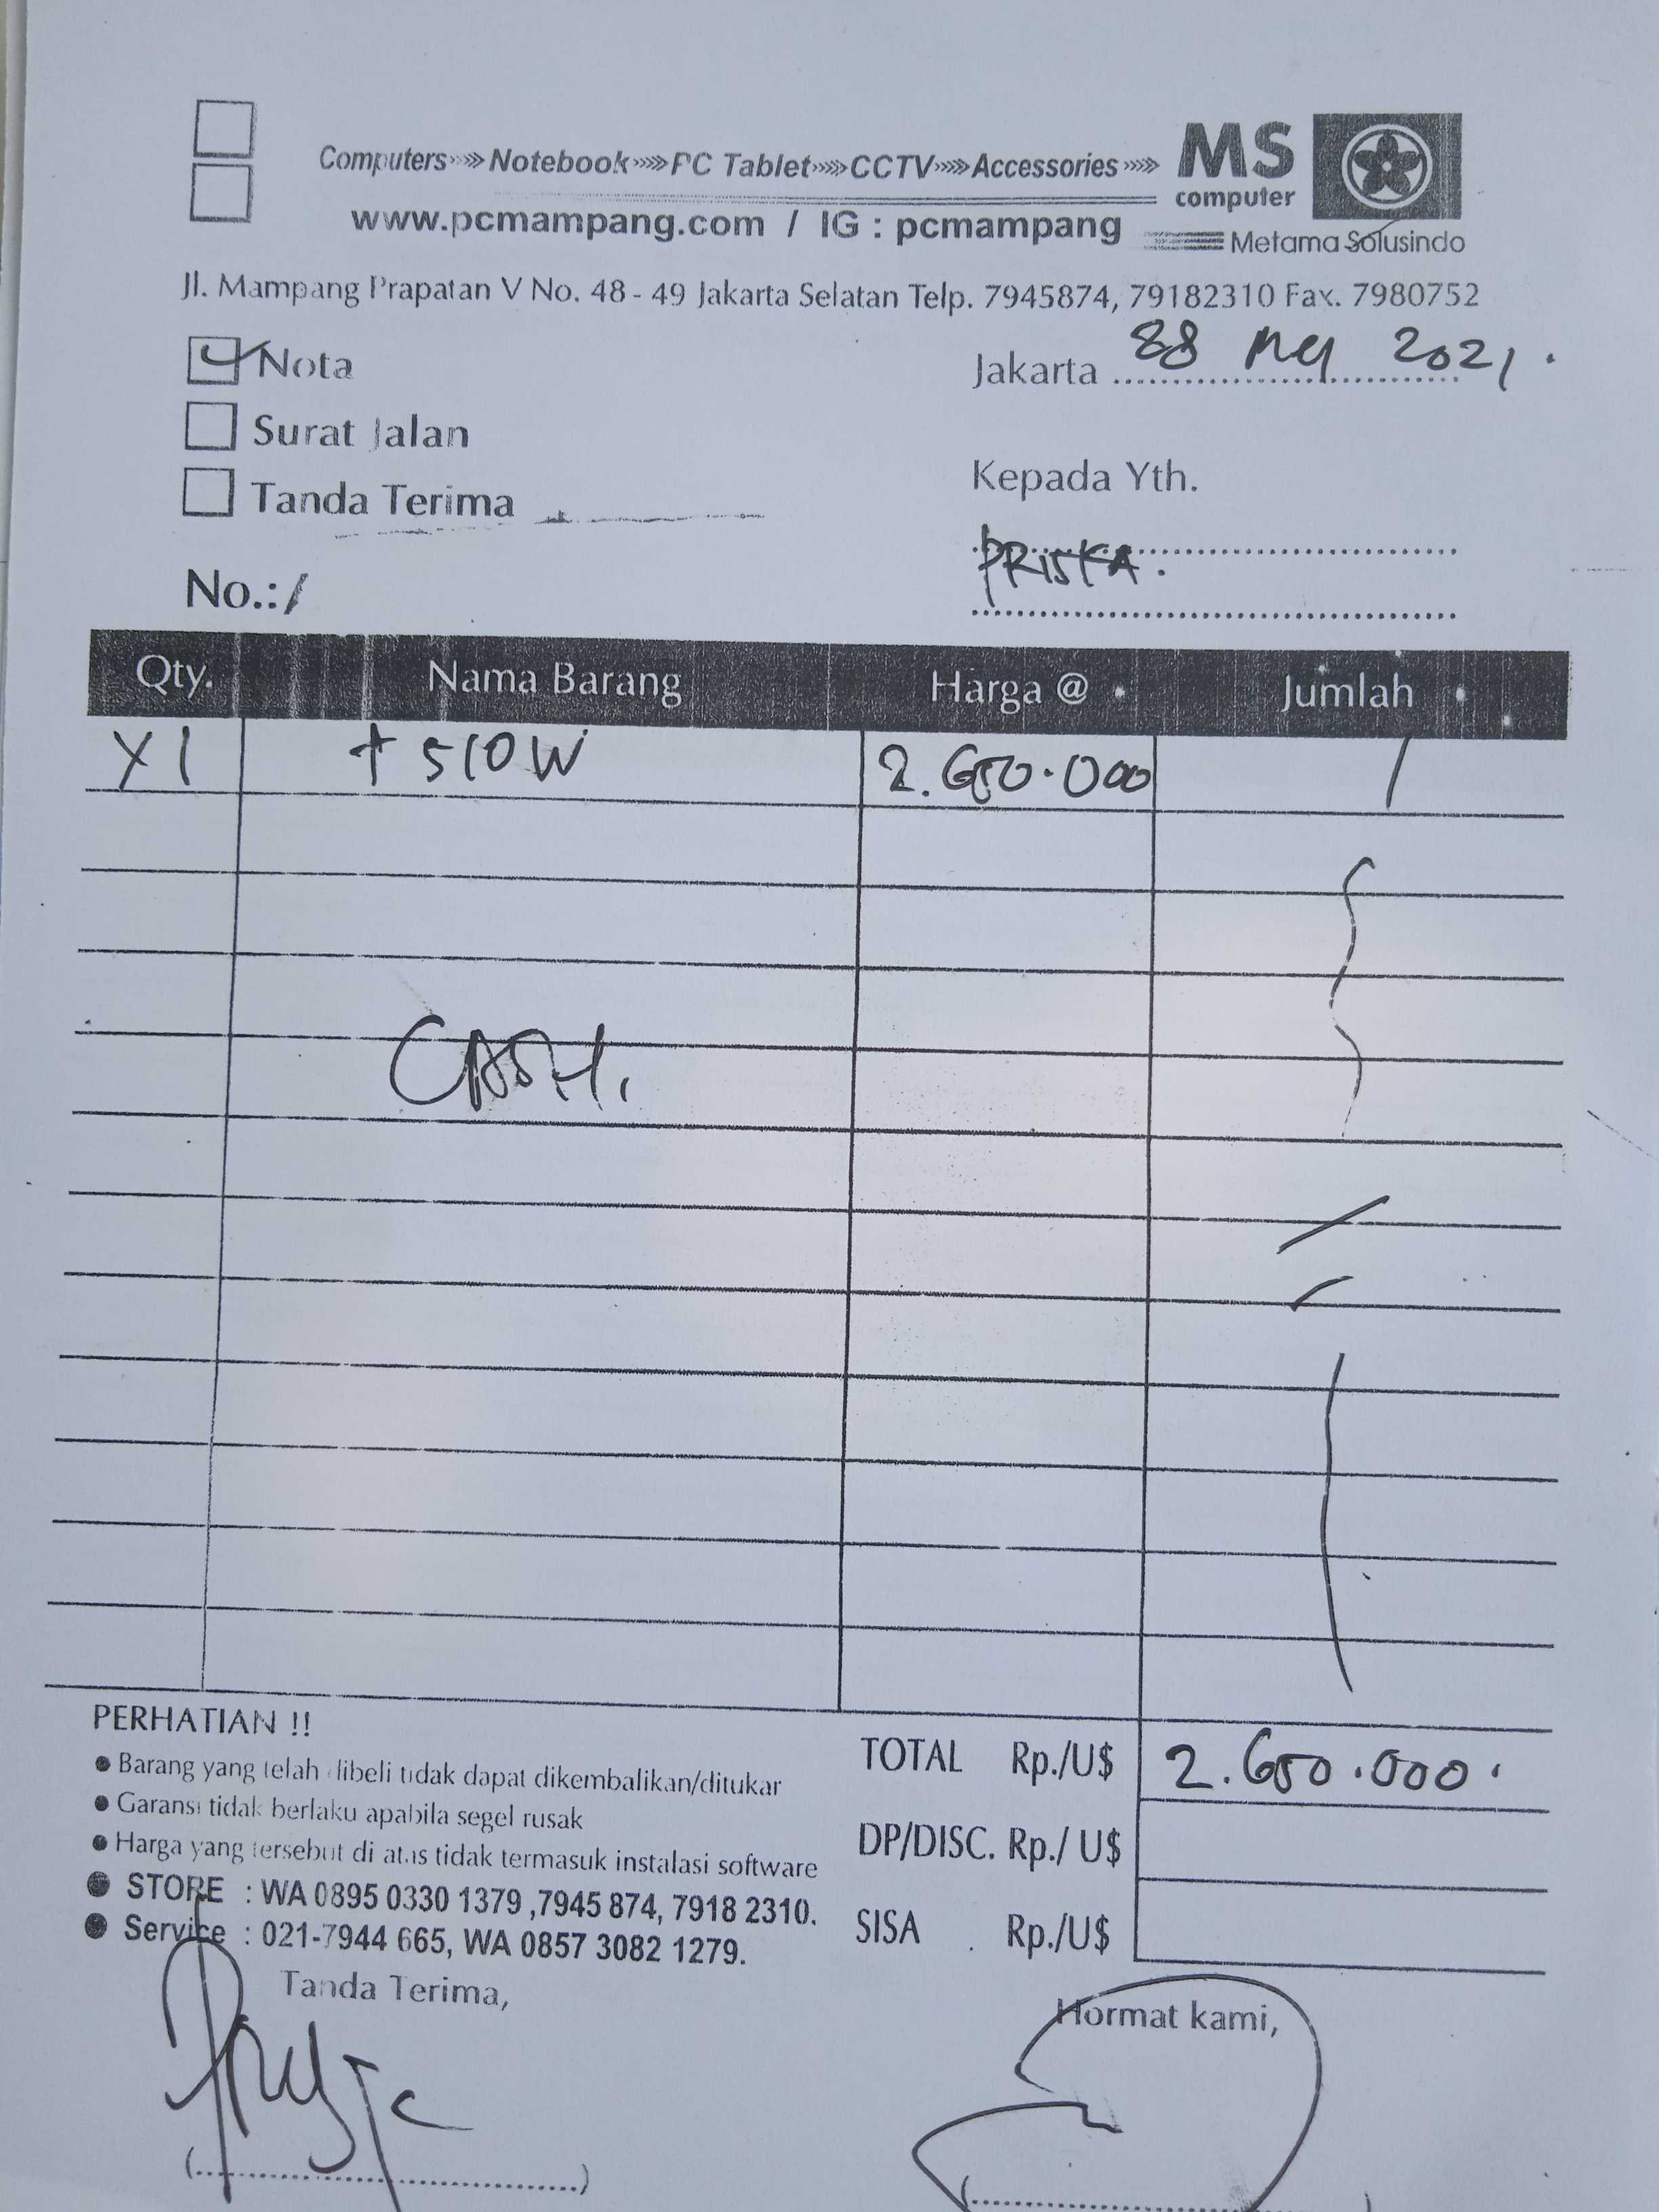 Computers Notebook PC Tablet CCTV Accessories
MS
computer
www.pcmampang.com / IG : pcmampang
Metama Solusindo
Jl. Mampang Prapatan V No. 48 - 49 Jakarta Selatan Telp. 7945874, 79182310 Fax. 7980752
Nota
Jakarta 28 Mei 2021.
Surat Jalan
Kepada Yth.
Tanda Terima
PRISKA.
No.:/
Qty. Nama Barang Harga @ Jumlah
X1 T 510W 2.650.000
CASH.
PERHATIAN !!
TOTAL Rp./U$ 2.650.000.
Barang yang telah dibeli tidak dapat dikembalikan/ditukar
Garansi tidak berlaku apabila segel rusak
DP/DISC. Rp./ U$
Harga yang tersebut di atas tidak termasuk instalasi software
STORE : WA 0895 0330 1379 ,7945 874, 7918 2310.
SISA Rp./U$
Service : 021-7944 665, WA 0857 3082 1279.
Tanda Terima,
Hormat kami,